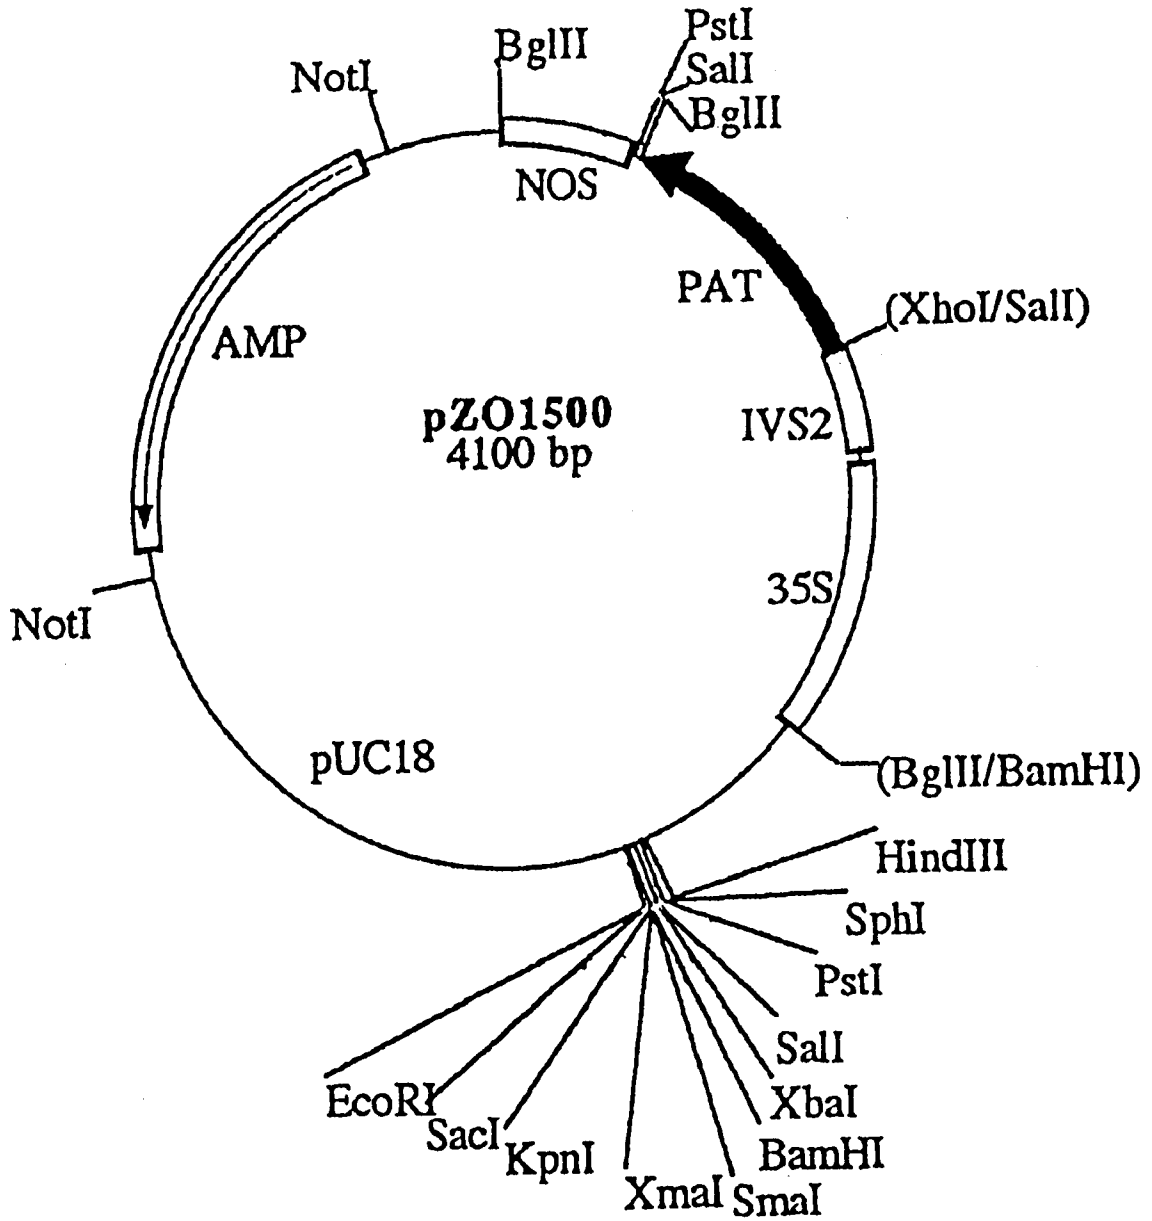 PstI
BglII
SalI
NotI
BglII
NOS
PAT
(XhoI/SalI)
AMP
pZO1500
IVS2
4100 bp
35S
NotI
pUC18
(BglII/BamHI)
HindIII
SphI
PstI
SalI
EcoRI
XbaI
SacI
KpnI
BamHI
XmaI
SmaI